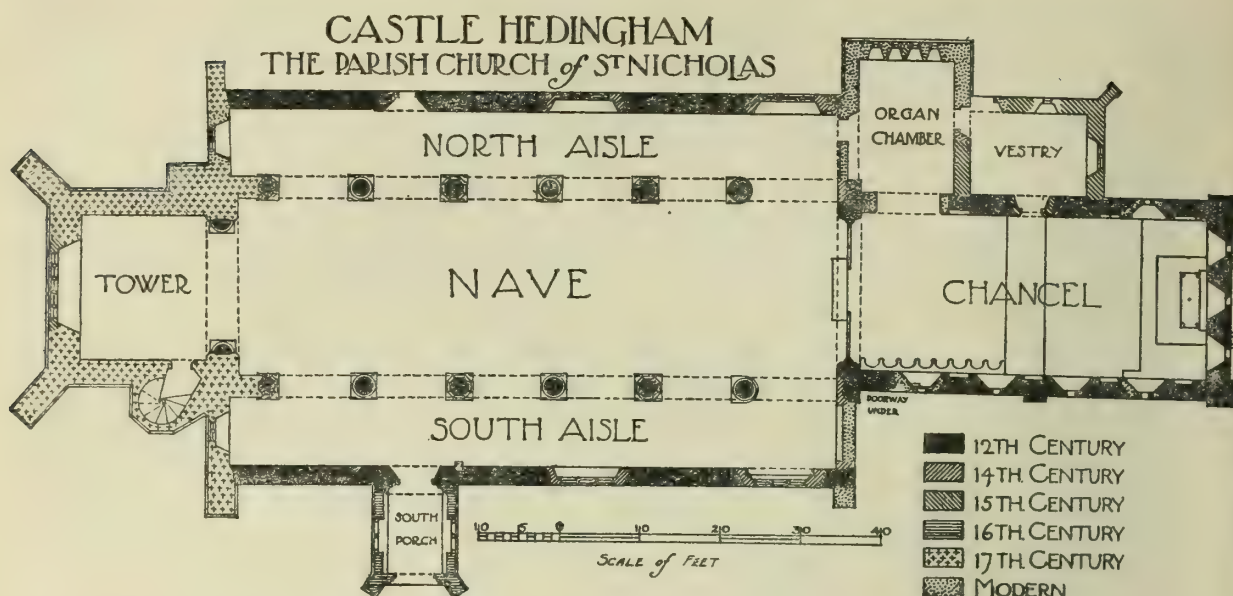 CASTLE HEDINGHAM
THE PARISH CHURCH of ST NICHOLAS
ORGAN
CHAMBER
NORTH AISLE
VESTRY
TOWER
NAVE
CHANCEL
SOUTH AISLE
DOORWAY
UNDER
SOUTH
PORCH
10 5 0 10 20 30 40
SCALE of FEET
12TH CENTURY
14TH CENTURY
15TH CENTURY
16TH CENTURY
17TH CENTURY
MODERN